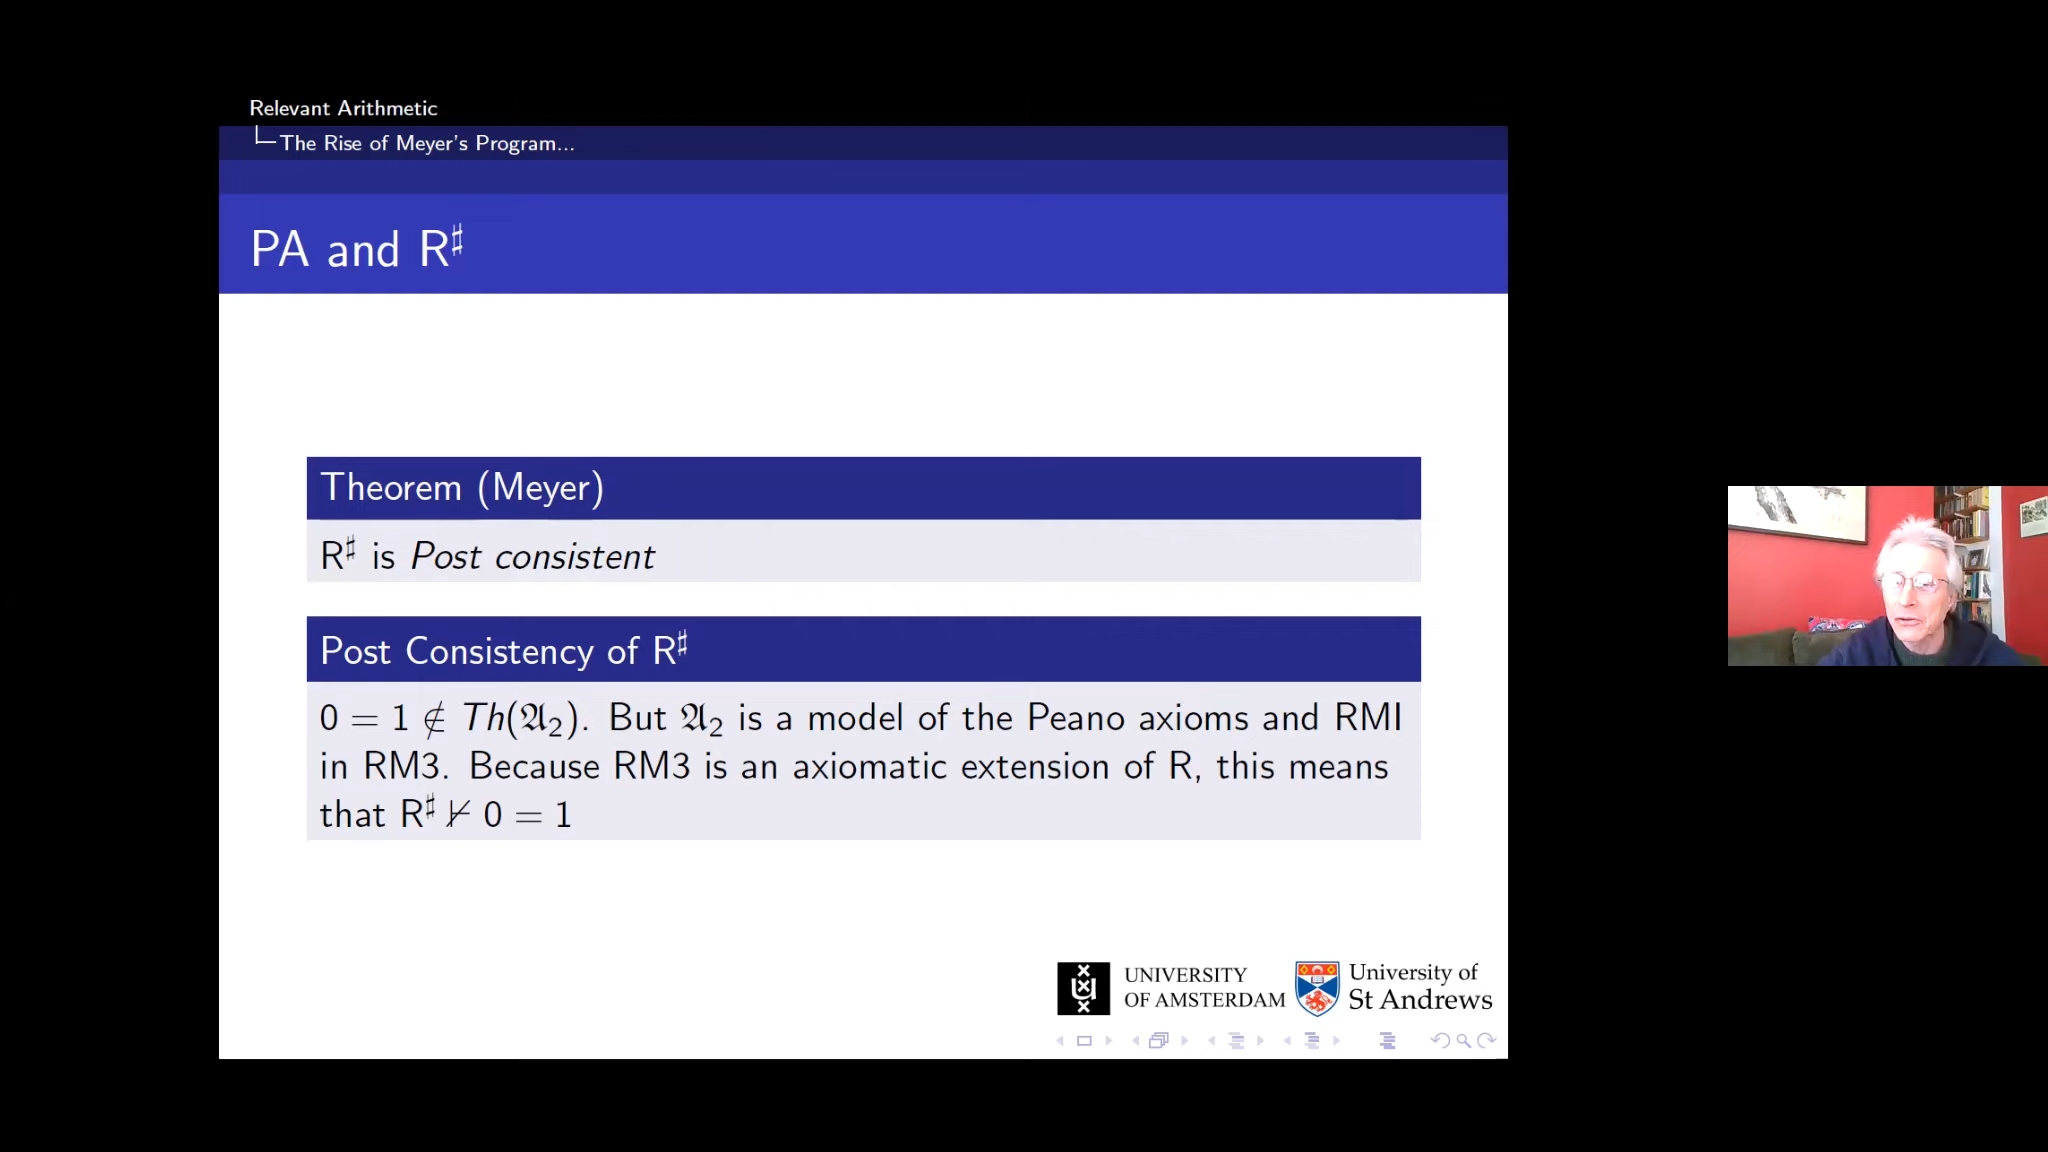 Relevant Arithmetic
The Rise of Meyer's Program...
PA and R♯
Theorem (Meyer)
R♯ is Post consistent
Post Consistency of R♯
0 = 1 ∉ Th(𝔄₂). But 𝔄₂ is a model of the Peano axioms and RMI
in RM3. Because RM3 is an axiomatic extension of R, this means
that R♯ ⊬ 0 = 1
UNIVERSITY
OF AMSTERDAM
University of
St Andrews